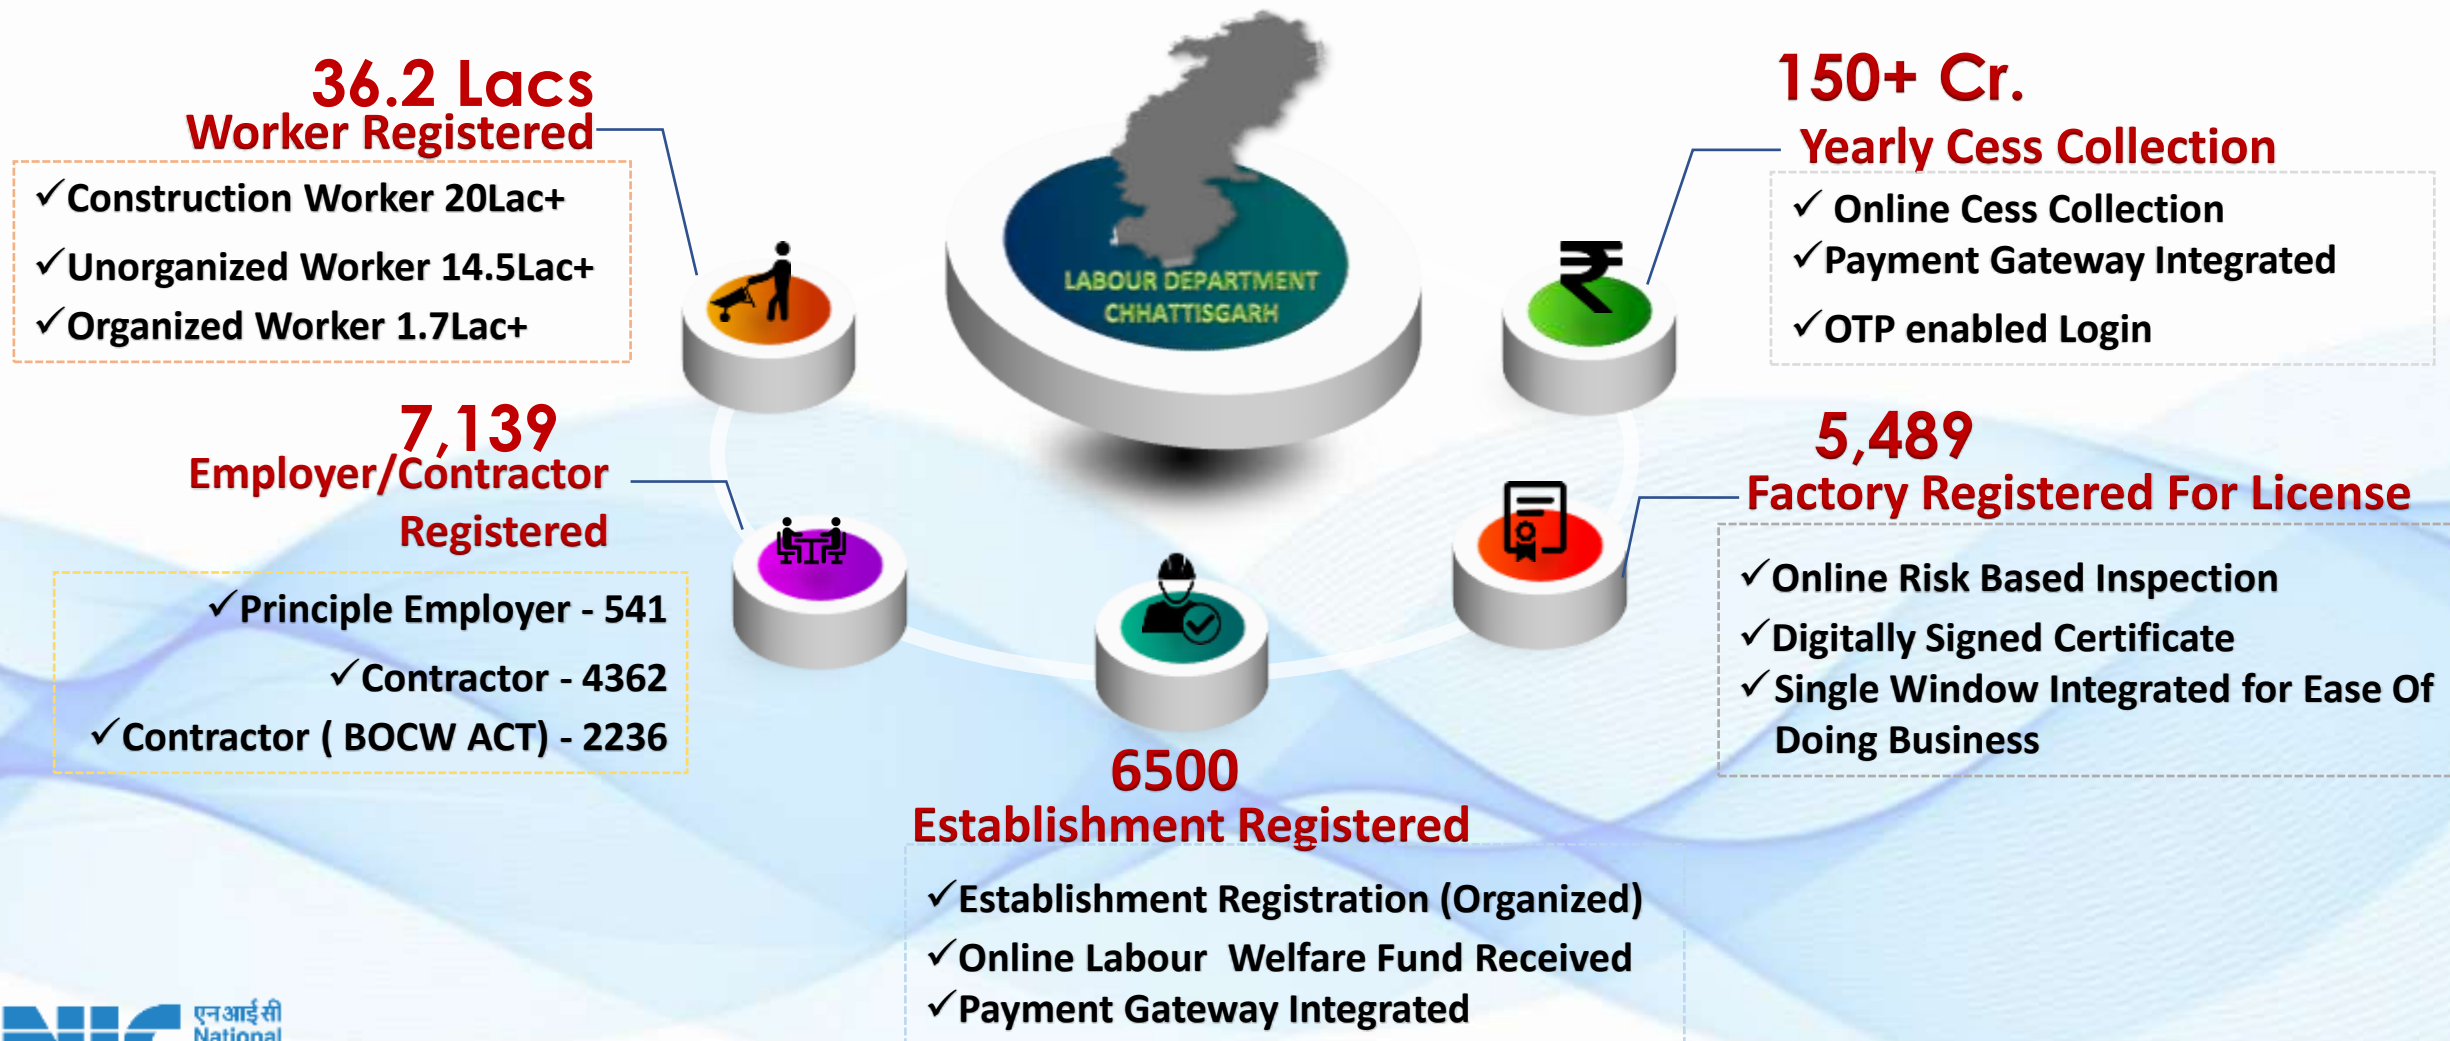 36.2 Lacs
Worker Registered
✓Construction Worker 20Lac+
✓Unorganized Worker 14.5Lac+
✓Organized Worker 1.7Lac+
7,139
Employer/Contractor
Registered
✓Principle Employer - 541
✓Contractor - 4362
✓Contractor ( BOCW ACT) - 2236
LABOUR DEPARTMENT
CHHATTISGARH
6500
Establishment Registered
✓Establishment Registration (Organized)
✓Online Labour Welfare Fund Received
✓Payment Gateway Integrated
150+ Cr.
Yearly Cess Collection
✓ Online Cess Collection
✓Payment Gateway Integrated
✓OTP enabled Login
5,489
Factory Registered For License
✓Online Risk Based Inspection
✓Digitally Signed Certificate
✓Single Window Integrated for Ease Of
Doing Business
NIC
एनआईसी
National